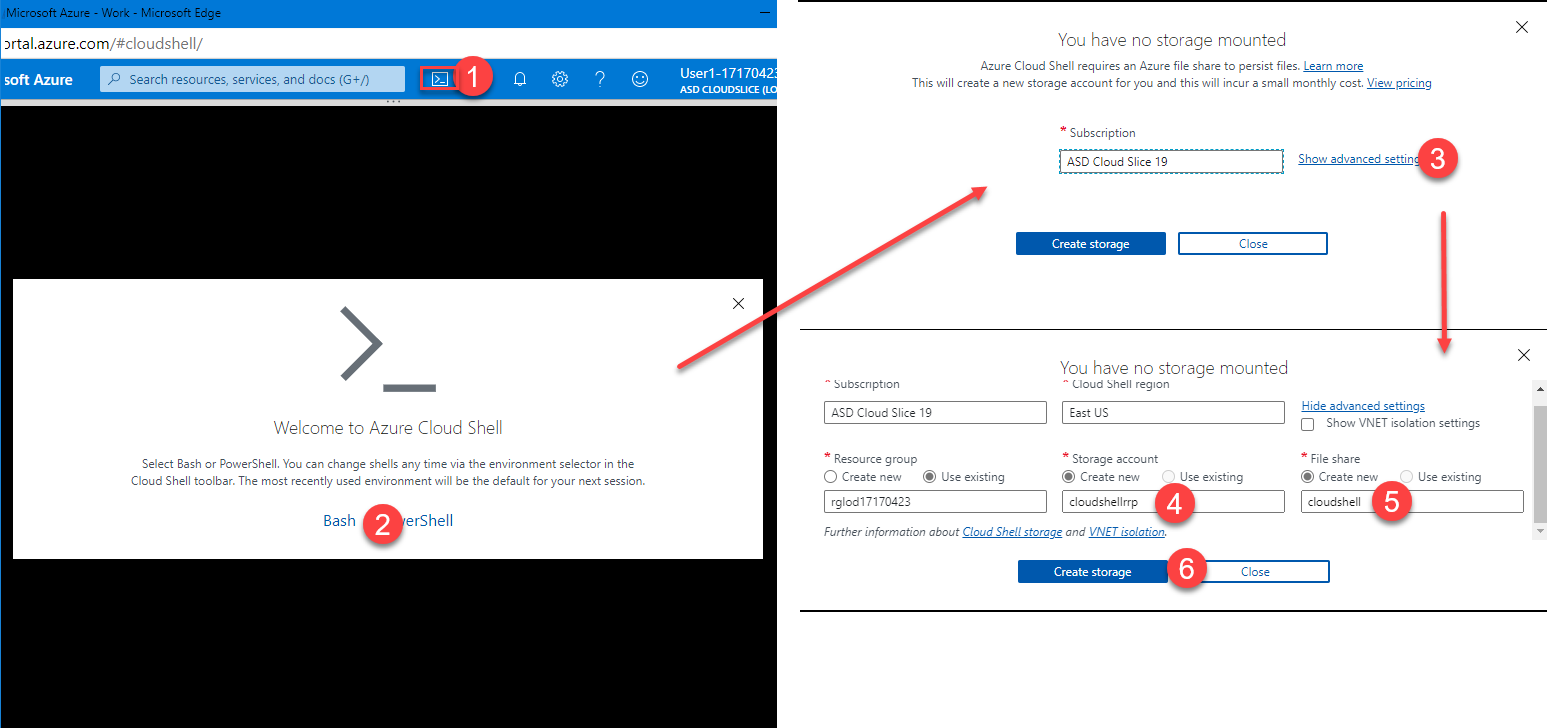 Microsoft Azure - Work - Microsoft Edge
ortal.azure.com/#cloudshell/
soft Azure
Search resources, services, and docs (G+/)
1
User1-17170423
ASD CLOUDSLICE (LO
Welcome to Azure Cloud Shell
Select Bash or PowerShell. You can change shells any time via the environment selector in the
Cloud Shell toolbar. The most recently used environment will be the default for your next session.
Bash 2 werShell
You have no storage mounted
Azure Cloud Shell requires an Azure file share to persist files. Learn more
This will create a new storage account for you and this will incur a small monthly cost. View pricing
* Subscription
ASD Cloud Slice 19
Show advanced setting 3
Create storage
Close
You have no storage mounted
* Subscription
* Cloud Shell region
ASD Cloud Slice 19
East US
Hide advanced settings
Show VNET isolation settings
* Resource group
* Storage account
* File share
Create new Use existing
Create new Use existing
Create new Use existing
rglod17170423
cloudshellrrp 4
cloudshell 5
Further information about Cloud Shell storage and VNET isolation.
Create storage 6
Close